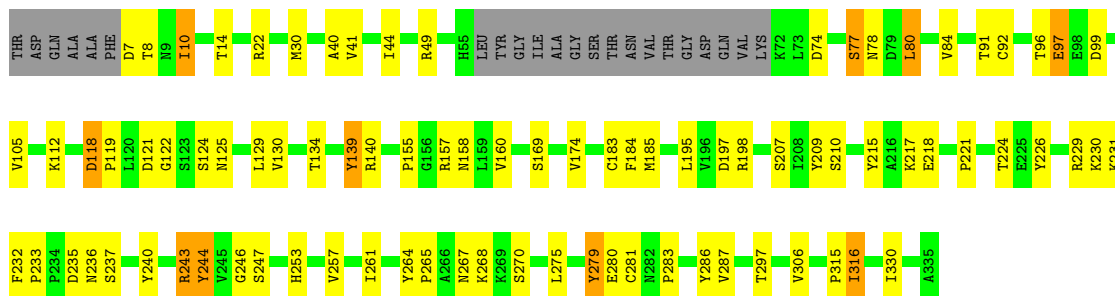 THR ASP GLN ALA ALA PHE D7 T8 N9 I10 T14 R22 M30 A40 V41 I44 R49 H55 LEU TYR GLY ILE ALA GLY SER THR ASN VAL THR GLY ASP GLN VAL LYS K72 L73 D74 S77 N78 D79 L80 V84 T91 C92 T96 E97 E98 D99
V105 K112 D118 P119 L120 D121 G122 S123 S124 N125 L129 V130 T134 Y139 R140 P155 G156 R157 N158 L159 V160 S169 V174 C183 F184 M185 L195 V196 D197 R198 S207 I208 Y209 S210 Y215 A216 K217 E218 P221 T224 E225 Y226 R229 K230 K231
F232 P233 P234 D235 N236 S237 Y240 R243 Y244 V245 G246 S247 H253 V257 I261 Y264 P265 A266 N267 K268 K269 S270 L275 Y279 E280 C281 N282 P283 Y286 V287 T297 V306 P315 I316 I330 A335